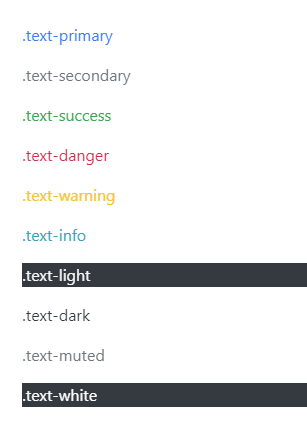 .text-primary
.text-secondary
.text-success
.text-danger
.text-warning
.text-info
.text-light
.text-dark
.text-muted
.text-white